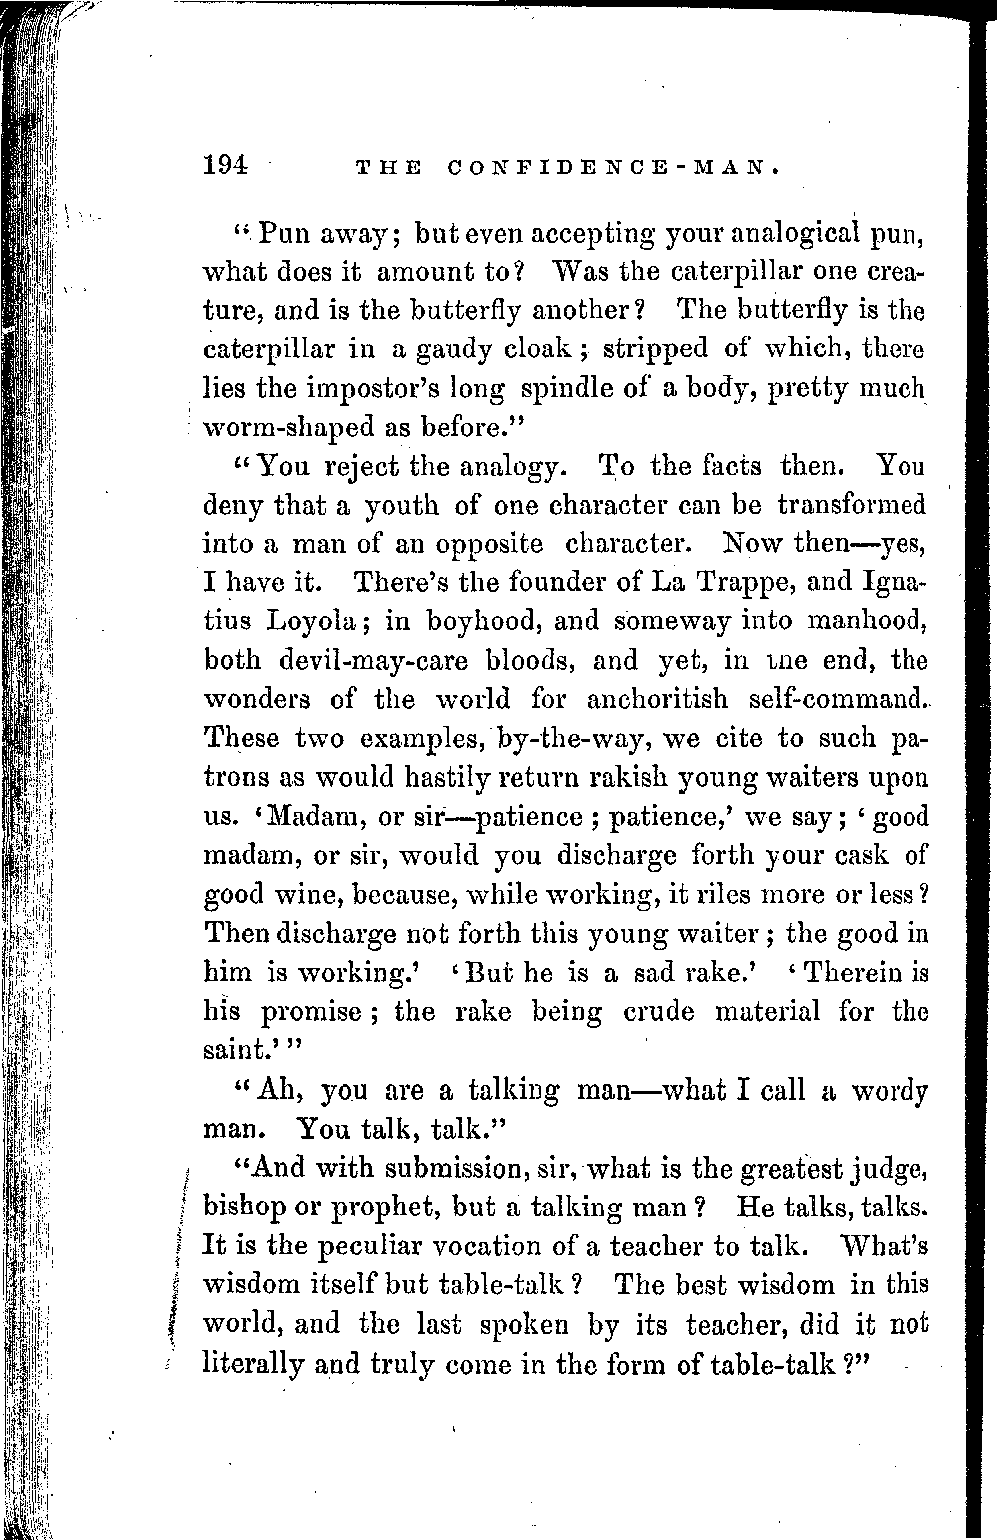 194 THE CONFIDENCE-MAN.
“Pun away; but even accepting your analogical pun,
what does it amount to? Was the caterpillar one crea-
ture, and is the butterfly another? The butterfly is the
caterpillar in a gaudy cloak; stripped of which, there
lies the impostor’s long spindle of a body, pretty much
worm-shaped as before.”
“You reject the analogy. To the facts then. You
deny that a youth of one character can be transformed
into a man of an opposite character. Now then—yes,
I have it. There’s the founder of La Trappe, and Igna-
tius Loyola; in boyhood, and someway into manhood,
both devil-may-care bloods, and yet, in the end, the
wonders of the world for anchoritish self-command.
These two examples, by-the-way, we cite to such pa-
trons as would hastily return rakish young waiters upon
us. ‘Madam, or sir—patience; patience,’ we say; ‘good
madam, or sir, would you discharge forth your cask of
good wine, because, while working, it riles more or less?
Then discharge not forth this young waiter; the good in
him is working.’ ‘But he is a sad rake.’ ‘Therein is
his promise; the rake being crude material for the
saint.’”
“Ah, you are a talking man—what I call a wordy
man. You talk, talk.”
“And with submission, sir, what is the greatest judge,
bishop or prophet, but a talking man? He talks, talks.
It is the peculiar vocation of a teacher to talk. What’s
wisdom itself but table-talk? The best wisdom in this
world, and the last spoken by its teacher, did it not
literally and truly come in the form of table-talk?”